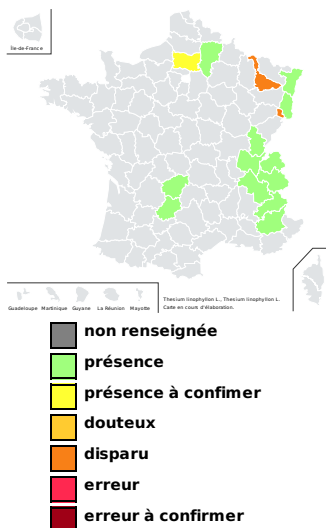 Île-de-France
Guadeloupe Martinique Guyane La Réunion Mayotte
Thesium linophyllon L., Thesium linophyllon L.
Carte en cours d'élaboration.
non renseignée
présence
présence à confimer
douteux
disparu
erreur
erreur à confirmer